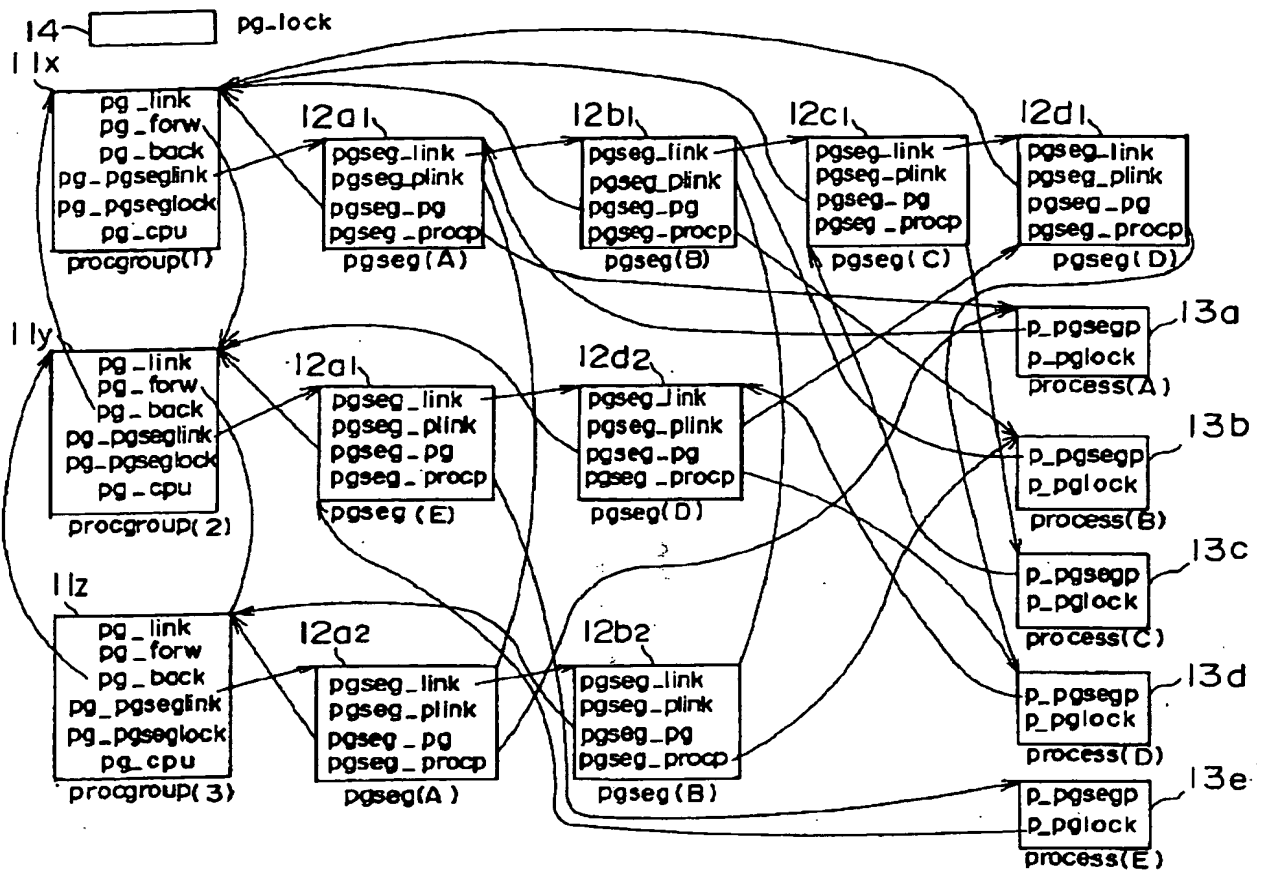 14
pg_lock
11x
pg_link
pg_forw
pg_back
pg_pgseglink
pg_pgseglock
pg_cpu
procgroup(1)
12a1
pgseg_link
pgseg_plink
pgseg_pg
pgseg_procp
pgseg(A)
12b1
pgseg_link
pgseg_plink
pgseg_pg
pgseg_procp
pgseg(B)
12c1
pgseg_link
pgseg_plink
pgseg_pg
pgseg_procp
pgseg(C)
12d1
pgseg_link
pgseg_plink
pgseg_pg
pgseg_procp
pgseg(D)
11y
pg_link
pg_forw
pg_back
pg_pgseglink
pg_pgseglock
pg_cpu
procgroup(2)
12a1
pgseg_link
pgseg_plink
pgseg_pg
pgseg_procp
pgseg(E)
12d2
pgseg_link
pgseg_plink
pgseg_pg
pgseg_procp
pgseg(D)
11z
pg_link
pg_forw
pg_back
pg_pgseglink
pg_pgseglock
pg_cpu
procgroup(3)
12a2
pgseg_link
pgseg_plink
pgseg_pg
pgseg_procp
pgseg(A)
12b2
pgseg_link
pgseg_plink
pgseg_pg
pgseg_procp
pgseg(B)
13a
p_pgsegp
p_pglock
process(A)
13b
p_pgsegp
p_pglock
process(B)
13c
p_pgsegp
p_pglock
process(C)
13d
p_pgsegp
p_pglock
process(D)
13e
p_pgsegp
p_pglock
process(E)